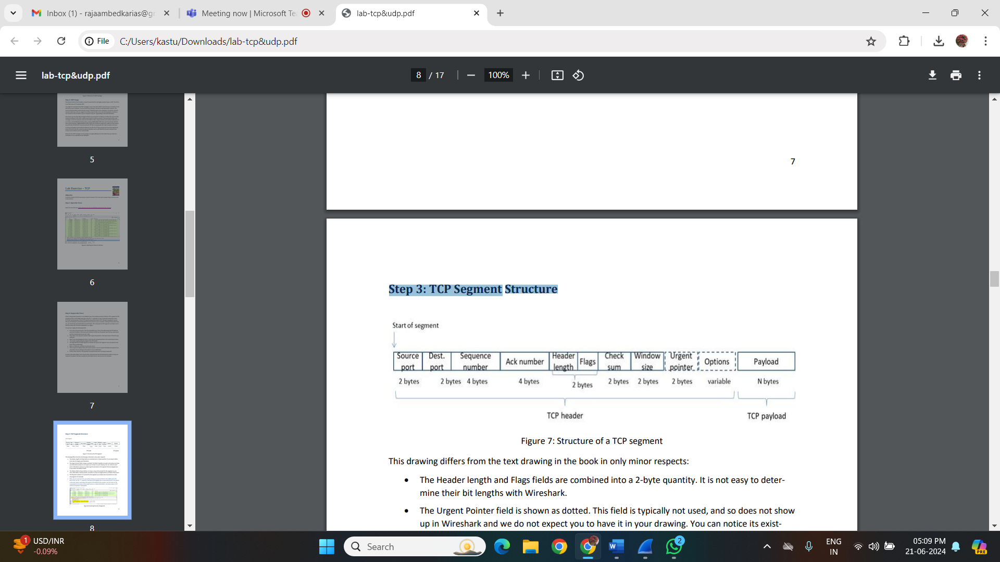 Inbox (1) - rajaambedkarias@gr
Meeting now | Microsoft Te
lab-tcp&udp.pdf
File
C:/Users/kastu/Downloads/lab-tcp&udp.pdf
lab-tcp&udp.pdf
8 / 17
100%
5
Lab Exercise – TCP
6
7
8
7
Step 3: TCP Segment Structure
Start of segment
Source port
Dest. port
Sequence number
Ack number
Header length
Flags
Check sum
Window size
Urgent pointer
Options
Payload
2 bytes 2 bytes 4 bytes 4 bytes 2 bytes 2 bytes 2 bytes 2 bytes variable N bytes
TCP header
TCP payload
Figure 7: Structure of a TCP segment
This drawing differs from the text drawing in the book in only minor respects:
• The Header length and Flags fields are combined into a 2-byte quantity. It is not easy to deter-
mine their bit lengths with Wireshark.
• The Urgent Pointer field is shown as dotted. This field is typically not used, and so does not show
up in Wireshark and we do not expect you to have it in your drawing. You can notice its exist-
1
USD/INR
-0.09%
Search
W
2
ENG
IN
05:09 PM
21-06-2024
PRE